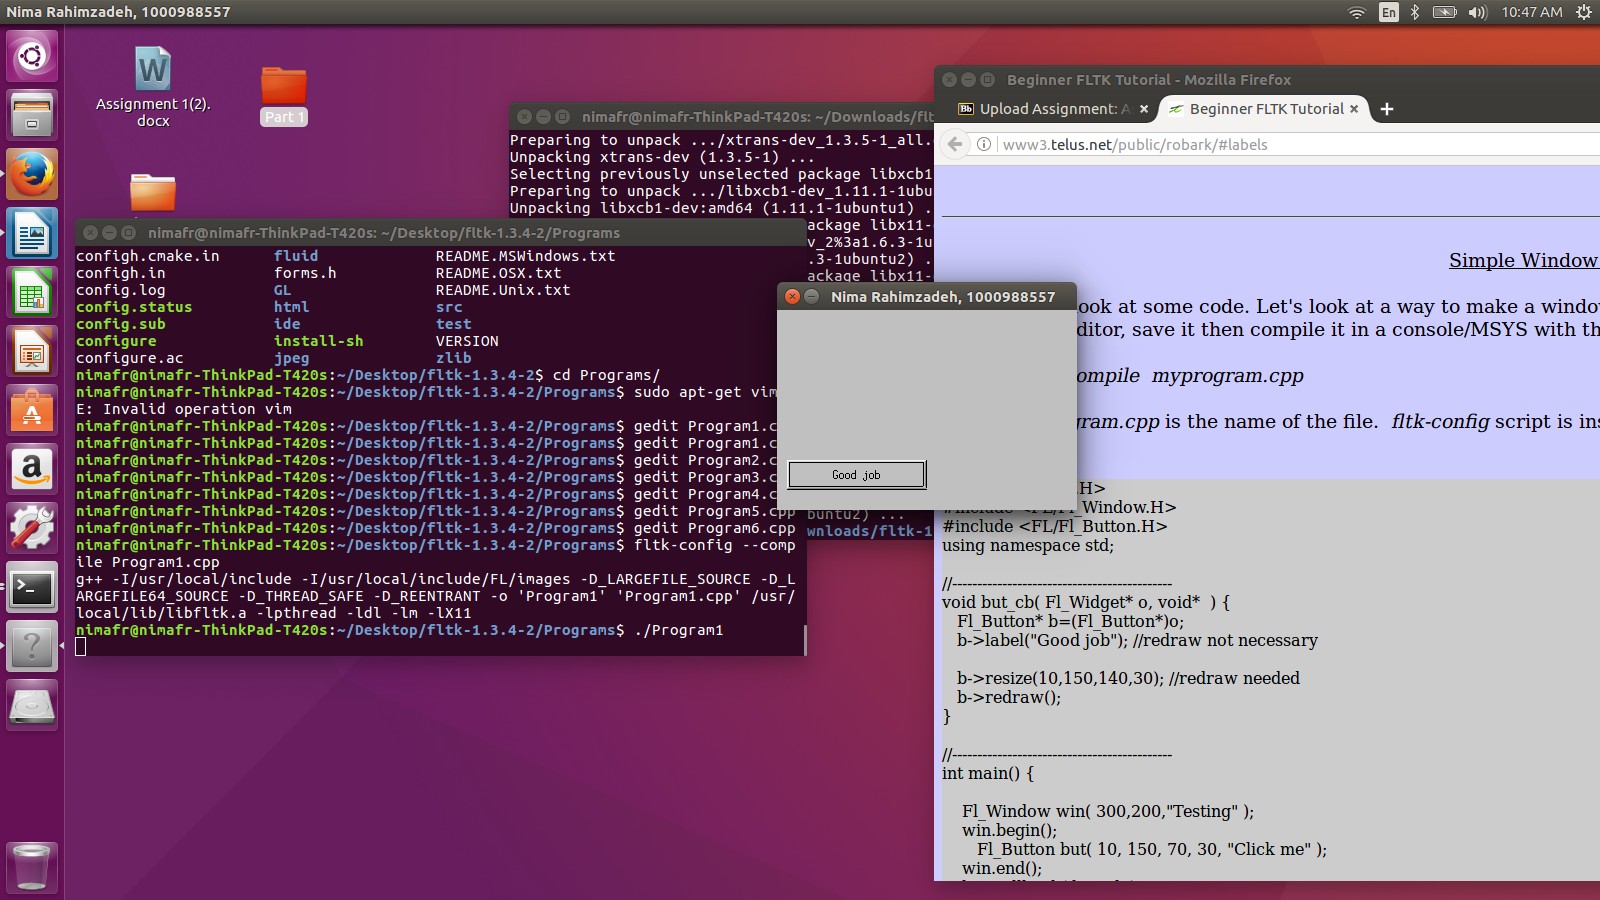 Nima Rahimzadeh, 1000988557
En
10:47 AM
W
Assignment 1(2).
docx
Part 1
nimafr@nimafr-ThinkPad-T420s: ~/Downloads/flt
Preparing to unpack .../xtrans-dev_1.3.5-1_all.
Unpacking xtrans-dev (1.3.5-1) ...
Selecting previously unselected package libxcb1
Preparing to unpack .../libxcb1-dev_1.11.1-1ubu
Unpacking libxcb1-dev:amd64 (1.11.1-1ubuntu1) .
ackage libx11-
v_2%3a1.6.3-1u
.3-1ubuntu2) .
ackage libx11-
buntu2) ...
wnloads/fltk-1
nimafr@nimafr-ThinkPad-T420s: ~/Desktop/fltk-1.3.4-2/Programs
configh.cmake.in fluid README.MSWindows.txt
configh.in forms.h README.OSX.txt
config.log GL README.Unix.txt
config.status html src
config.sub ide test
configure install-sh VERSION
configure.ac jpeg zlib
nimafr@nimafr-ThinkPad-T420s:~/Desktop/fltk-1.3.4-2$ cd Programs/
nimafr@nimafr-ThinkPad-T420s:~/Desktop/fltk-1.3.4-2/Programs$ sudo apt-get vim
E: Invalid operation vim
nimafr@nimafr-ThinkPad-T420s:~/Desktop/fltk-1.3.4-2/Programs$ gedit Program1.c
nimafr@nimafr-ThinkPad-T420s:~/Desktop/fltk-1.3.4-2/Programs$ gedit Program1.c
nimafr@nimafr-ThinkPad-T420s:~/Desktop/fltk-1.3.4-2/Programs$ gedit Program2.c
nimafr@nimafr-ThinkPad-T420s:~/Desktop/fltk-1.3.4-2/Programs$ gedit Program3.c
nimafr@nimafr-ThinkPad-T420s:~/Desktop/fltk-1.3.4-2/Programs$ gedit Program4.c
nimafr@nimafr-ThinkPad-T420s:~/Desktop/fltk-1.3.4-2/Programs$ gedit Program5.cpp
nimafr@nimafr-ThinkPad-T420s:~/Desktop/fltk-1.3.4-2/Programs$ gedit Program6.cpp
nimafr@nimafr-ThinkPad-T420s:~/Desktop/fltk-1.3.4-2/Programs$ fltk-config --comp
ile Program1.cpp
g++ -I/usr/local/include -I/usr/local/include/FL/images -D_LARGEFILE_SOURCE -D_L
ARGEFILE64_SOURCE -D_THREAD_SAFE -D_REENTRANT -o 'Program1' 'Program1.cpp' /usr/
local/lib/libfltk.a -lpthread -ldl -lm -lX11
nimafr@nimafr-ThinkPad-T420s:~/Desktop/fltk-1.3.4-2/Programs$ ./Program1
Nima Rahimzadeh, 1000988557
Good job
Beginner FLTK Tutorial - Mozilla Firefox
Bb Upload Assignment: A
Beginner FLTK Tutorial
www3.telus.net/public/robark/#labels
Simple Window
ook at some code. Let's look at a way to make a windo
ditor, save it then compile it in a console/MSYS with th
ompile myprogram.cpp
gram.cpp is the name of the file. fltk-config script is ins
.H>
#include <FL/Fl_Window.H>
#include <FL/Fl_Button.H>
using namespace std;
//--------------------------------------------
void but_cb( Fl_Widget* o, void* ) {
Fl_Button* b=(Fl_Button*)o;
b->label("Good job"); //redraw not necessary
b->resize(10,150,140,30); //redraw needed
b->redraw();
}
//--------------------------------------------
int main() {
Fl_Window win( 300,200,"Testing" );
win.begin();
Fl_Button but( 10, 150, 70, 30, "Click me" );
win.end();